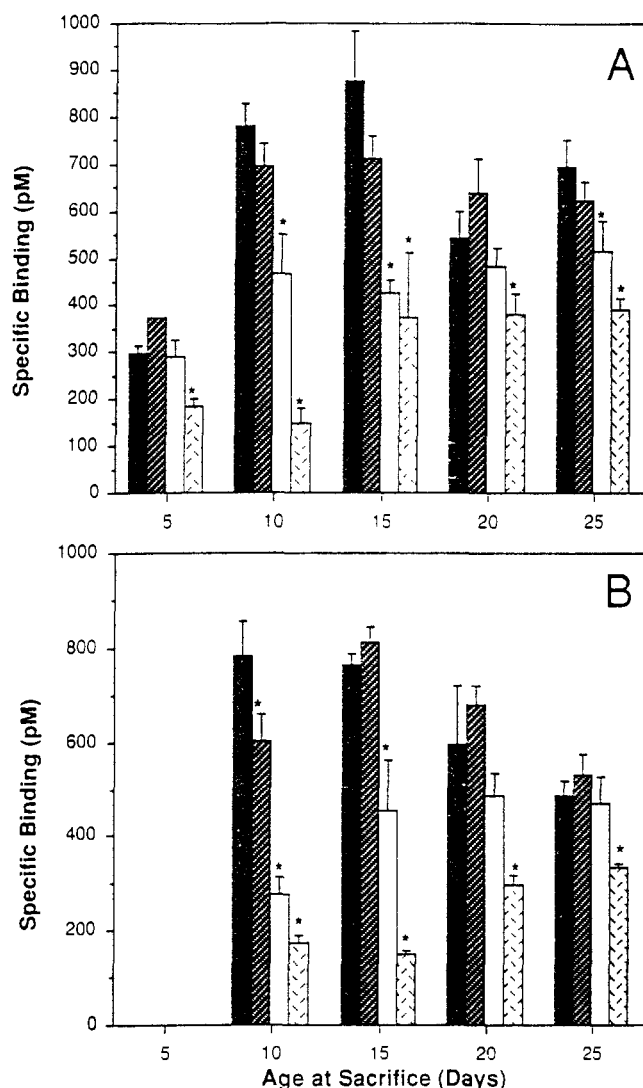 A
1000
900
800
700
600
500
400
300
200
100
0
Specific Binding (pM)
* * * * * * * *
5 10 15 20 25
B
1000
800
600
400
200
0
Specific Binding (pM)
* * * * * * *
5 10 15 20 25
Age at Sacrifice (Days)